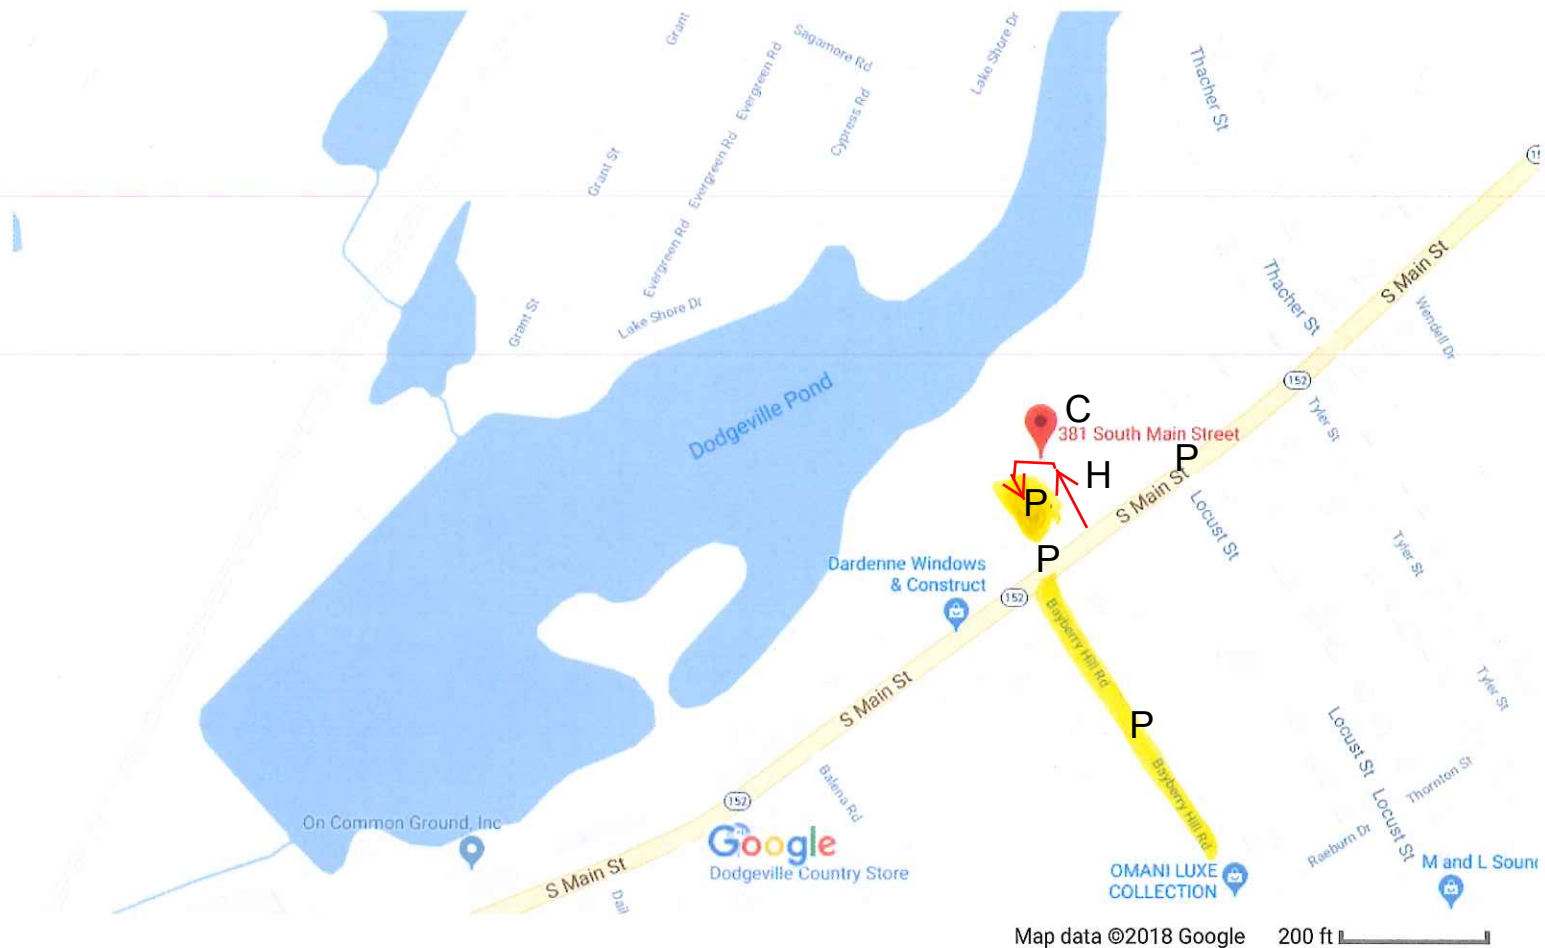 Grant
Sagamore Rd
Lake Shore Dr
Evergreen Rd
Thacher St
Cypress Rd
Evergreen Rd
Grant St
15
Evergreen Rd
S Main St
Thacher St
Grant St
Lake Shore Dr
Wendell Dr
152
Dodgeville Pond
C
381 South Main Street
Tyler St
P
H
S Main St
P
Locust St
P
Dardenne Windows
& Construct
Tyler St
152
Bayberry Hill Rd
S Main St
Tyler St
P
Locust St
Balena Rd
Bayberry Hill Rd
Thornton St
152
On Common Ground, Inc
Google
Dodgeville Country Store
Locust St
Raeburn Dr
S Main St
Dail
OMANI LUXE
COLLECTION
M and L Soun
Map data ©2018 Google
200 ft